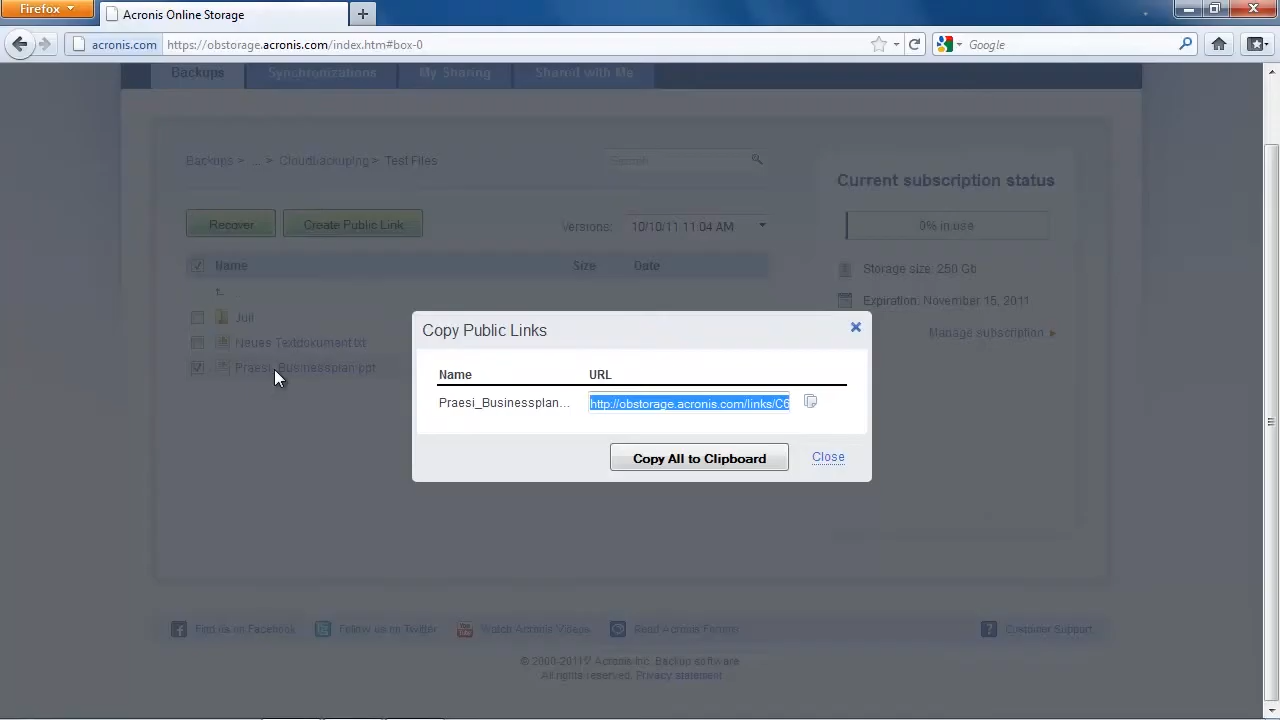 Firefox
Acronis Online Storage
acronis.com
https://obstorage.acronis.com/index.htm#box-0
Google
Backups
Synchronizations
My Sharing
Shared with Me
Backups > ... > Cloudbackuping > Test Files
Search
Current subscription status
Recover
Create Public Link
Versions:
10/10/11 11:04 AM
0% in use
Name
Size
Date
Storage size: 250 Gb
Juil
Expiration: November 15, 2011
Manage subscription
Neues Textdokument.txt
Praesi_Businessplan.ppt
Copy Public Links
Name
URL
Praesi_Businessplan...
http://obstorage.acronis.com/links/C6
Copy All to Clipboard
Close
Find us on Facebook
Follow us on Twitter
Watch Acronis Videos
Read Acronis Forums
Customer Support
Acronis Inc. Backup software
All rights reserved. Privacy statement